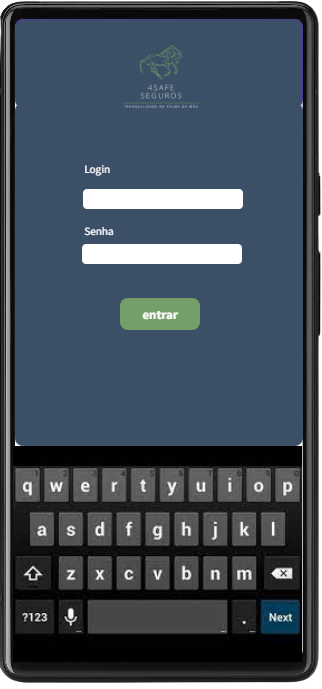 4SAFE
SEGUROS
TRANQUILIDADE NA PALMA DA MÃO
Login
Senha
entrar
q w e r t y u i o p
a s d f g h j k l
z x c v b n m
?123 . Next